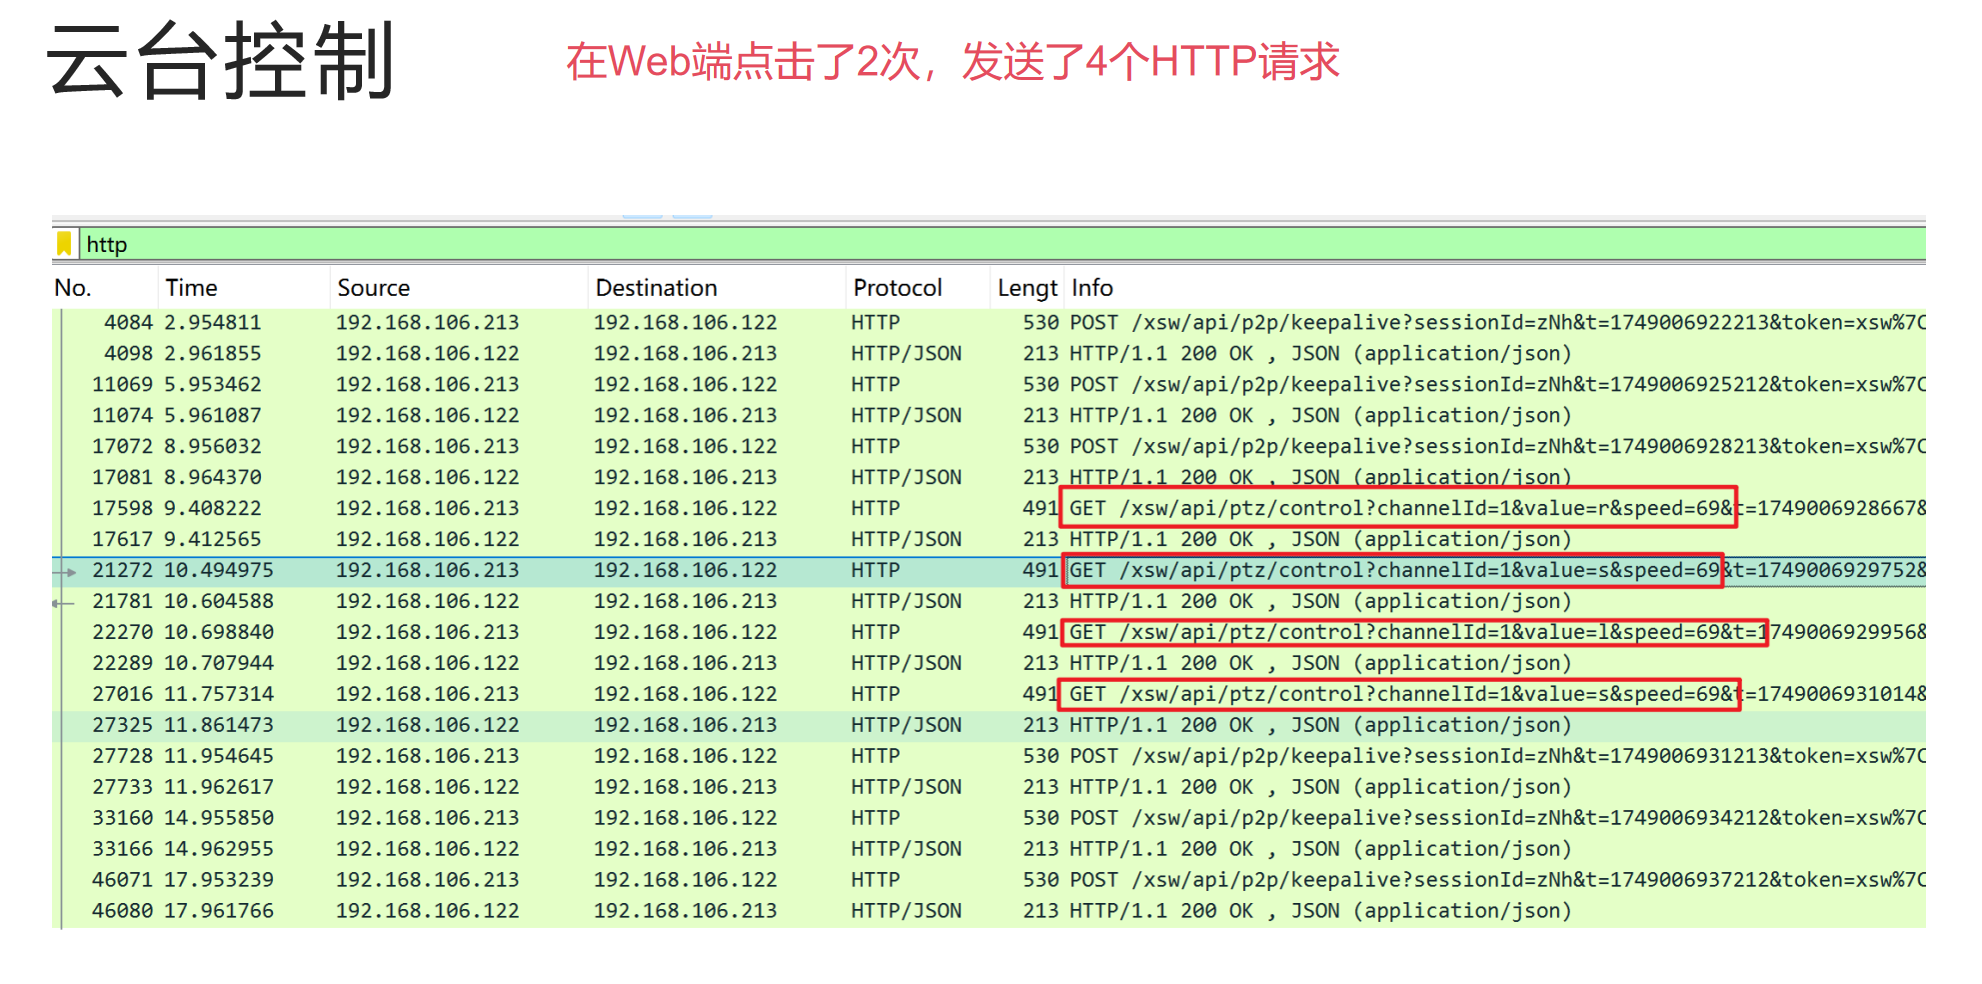 云台控制
在Web端点击了2次，发送了4个HTTP请求
http
No. Time Source Destination Protocol Lengt Info
4084 2.954811 192.168.106.213 192.168.106.122 HTTP 530 POST /xsw/api/p2p/keepalive?sessionId=zNh&t=1749006922213&token=xsw%7C
4098 2.961855 192.168.106.122 192.168.106.213 HTTP/JSON 213 HTTP/1.1 200 OK , JSON (application/json)
11069 5.953462 192.168.106.213 192.168.106.122 HTTP 530 POST /xsw/api/p2p/keepalive?sessionId=zNh&t=1749006925212&token=xsw%7C
11074 5.961087 192.168.106.122 192.168.106.213 HTTP/JSON 213 HTTP/1.1 200 OK , JSON (application/json)
17072 8.956032 192.168.106.213 192.168.106.122 HTTP 530 POST /xsw/api/p2p/keepalive?sessionId=zNh&t=1749006928213&token=xsw%7C
17081 8.964370 192.168.106.122 192.168.106.213 HTTP/JSON 213 HTTP/1.1 200 OK , JSON (application/json)
17598 9.408222 192.168.106.213 192.168.106.122 HTTP 491 GET /xsw/api/ptz/control?channelId=1&value=r&speed=69&t=1749006928667&
17617 9.412565 192.168.106.122 192.168.106.213 HTTP/JSON 213 HTTP/1.1 200 OK , JSON (application/json)
21272 10.494975 192.168.106.213 192.168.106.122 HTTP 491 GET /xsw/api/ptz/control?channelId=1&value=s&speed=69&t=1749006929752&
21781 10.604588 192.168.106.122 192.168.106.213 HTTP/JSON 213 HTTP/1.1 200 OK , JSON (application/json)
22270 10.698840 192.168.106.213 192.168.106.122 HTTP 491 GET /xsw/api/ptz/control?channelId=1&value=l&speed=69&t=1749006929956&
22289 10.707944 192.168.106.122 192.168.106.213 HTTP/JSON 213 HTTP/1.1 200 OK , JSON (application/json)
27016 11.757314 192.168.106.213 192.168.106.122 HTTP 491 GET /xsw/api/ptz/control?channelId=1&value=s&speed=69&t=1749006931014&
27325 11.861473 192.168.106.122 192.168.106.213 HTTP/JSON 213 HTTP/1.1 200 OK , JSON (application/json)
27728 11.954645 192.168.106.213 192.168.106.122 HTTP 530 POST /xsw/api/p2p/keepalive?sessionId=zNh&t=1749006931213&token=xsw%7C
27733 11.962617 192.168.106.122 192.168.106.213 HTTP/JSON 213 HTTP/1.1 200 OK , JSON (application/json)
33160 14.955850 192.168.106.213 192.168.106.122 HTTP 530 POST /xsw/api/p2p/keepalive?sessionId=zNh&t=1749006934212&token=xsw%7C
33166 14.962955 192.168.106.122 192.168.106.213 HTTP/JSON 213 HTTP/1.1 200 OK , JSON (application/json)
46071 17.953239 192.168.106.213 192.168.106.122 HTTP 530 POST /xsw/api/p2p/keepalive?sessionId=zNh&t=1749006937212&token=xsw%7C
46080 17.961766 192.168.106.122 192.168.106.213 HTTP/JSON 213 HTTP/1.1 200 OK , JSON (application/json)